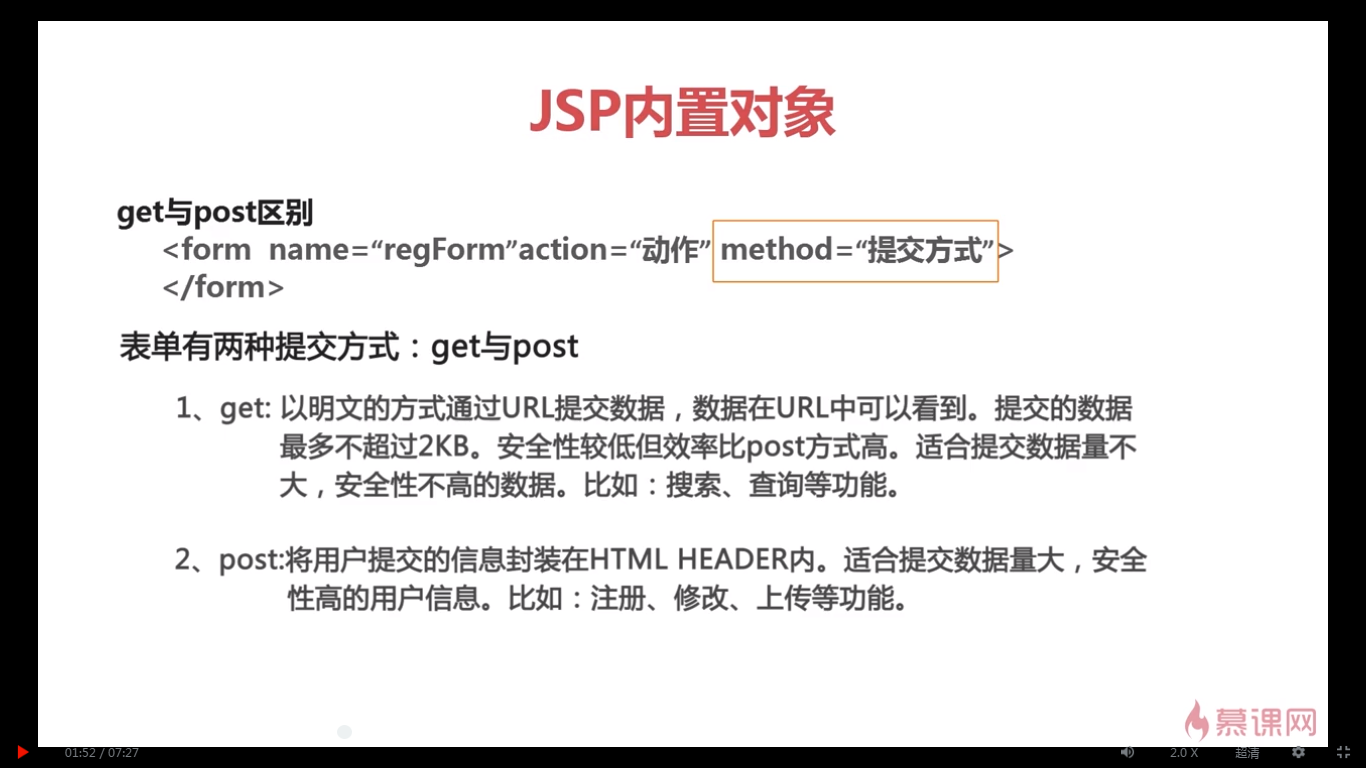 JSP内置对象
get与post区别
<form  name=“regForm”action=“动作” method=“提交方式”>
</form>
表单有两种提交方式：get与post
1、get: 以明文的方式通过URL提交数据，数据在URL中可以看到。提交的数据
最多不超过2KB。安全性较低但效率比post方式高。适合提交数据量不
大，安全性不高的数据。比如：搜索、查询等功能。
2、post:将用户提交的信息封装在HTML HEADER内。适合提交数据量大，安全
性高的用户信息。比如：注册、修改、上传等功能。
慕课网
01:52 / 07:27
2.0 X
超清